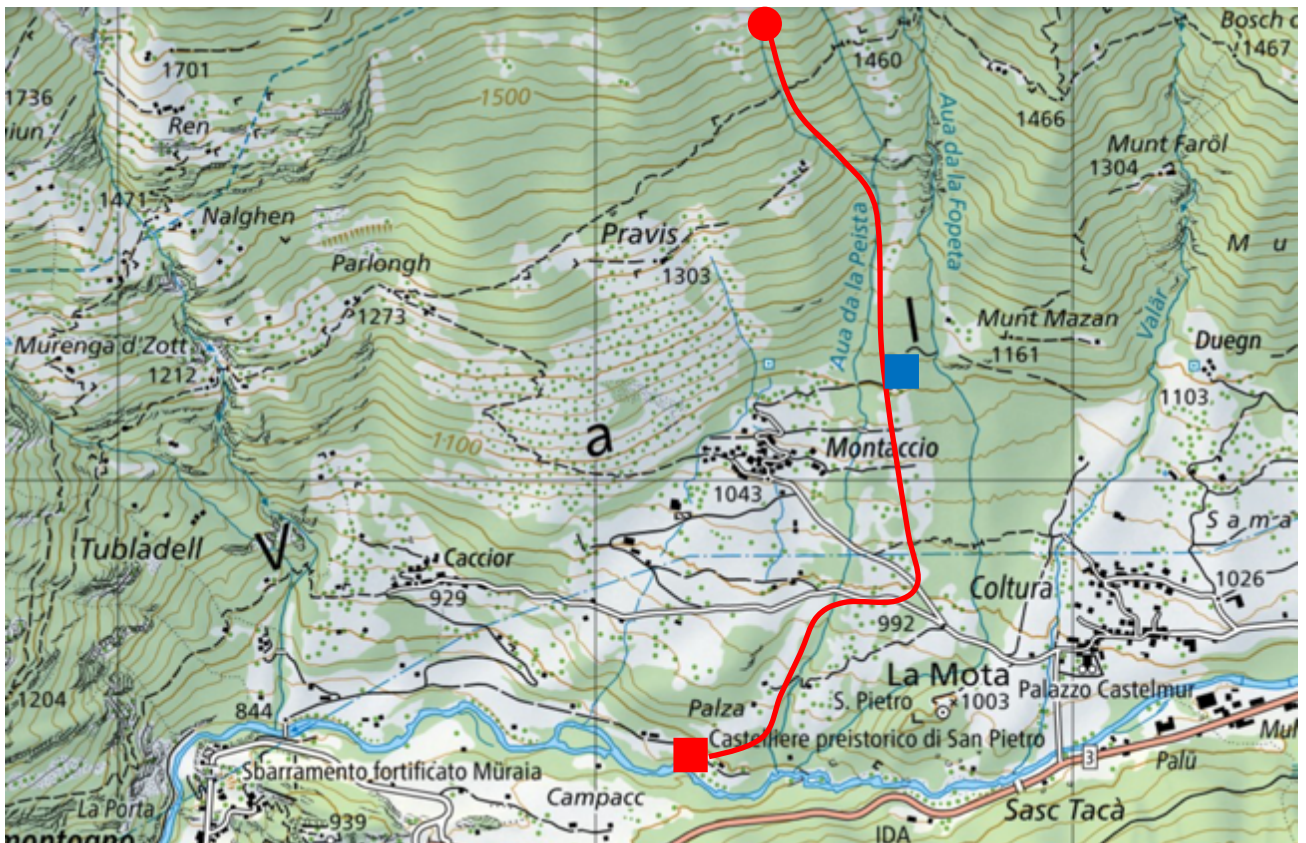 Bosch
1467
1701
1460
1500
1736
Ren
1466
Munt Faröl
1304
Aua da la Fopeta
1471
Nalghen
Pravis
M u
Parlongh
1303
Aua da la Peista
1273
Munt Mazan
Valär
Murenga d'Zott
1161
Duegn
1212
1103
1100
a
l
Montaccio
1043
Sama
V
Tubladell
Caccior
929
Coltura
1026
992
La Mota
1204
Palza
S. Pietro
1003
Palazzo Castelmur
844
Castelliere preistorico di San Pietro
3
Palü
Sbarramento fortificato Müraia
La Porta
Campacc
Sasc Tacà
939
IDA